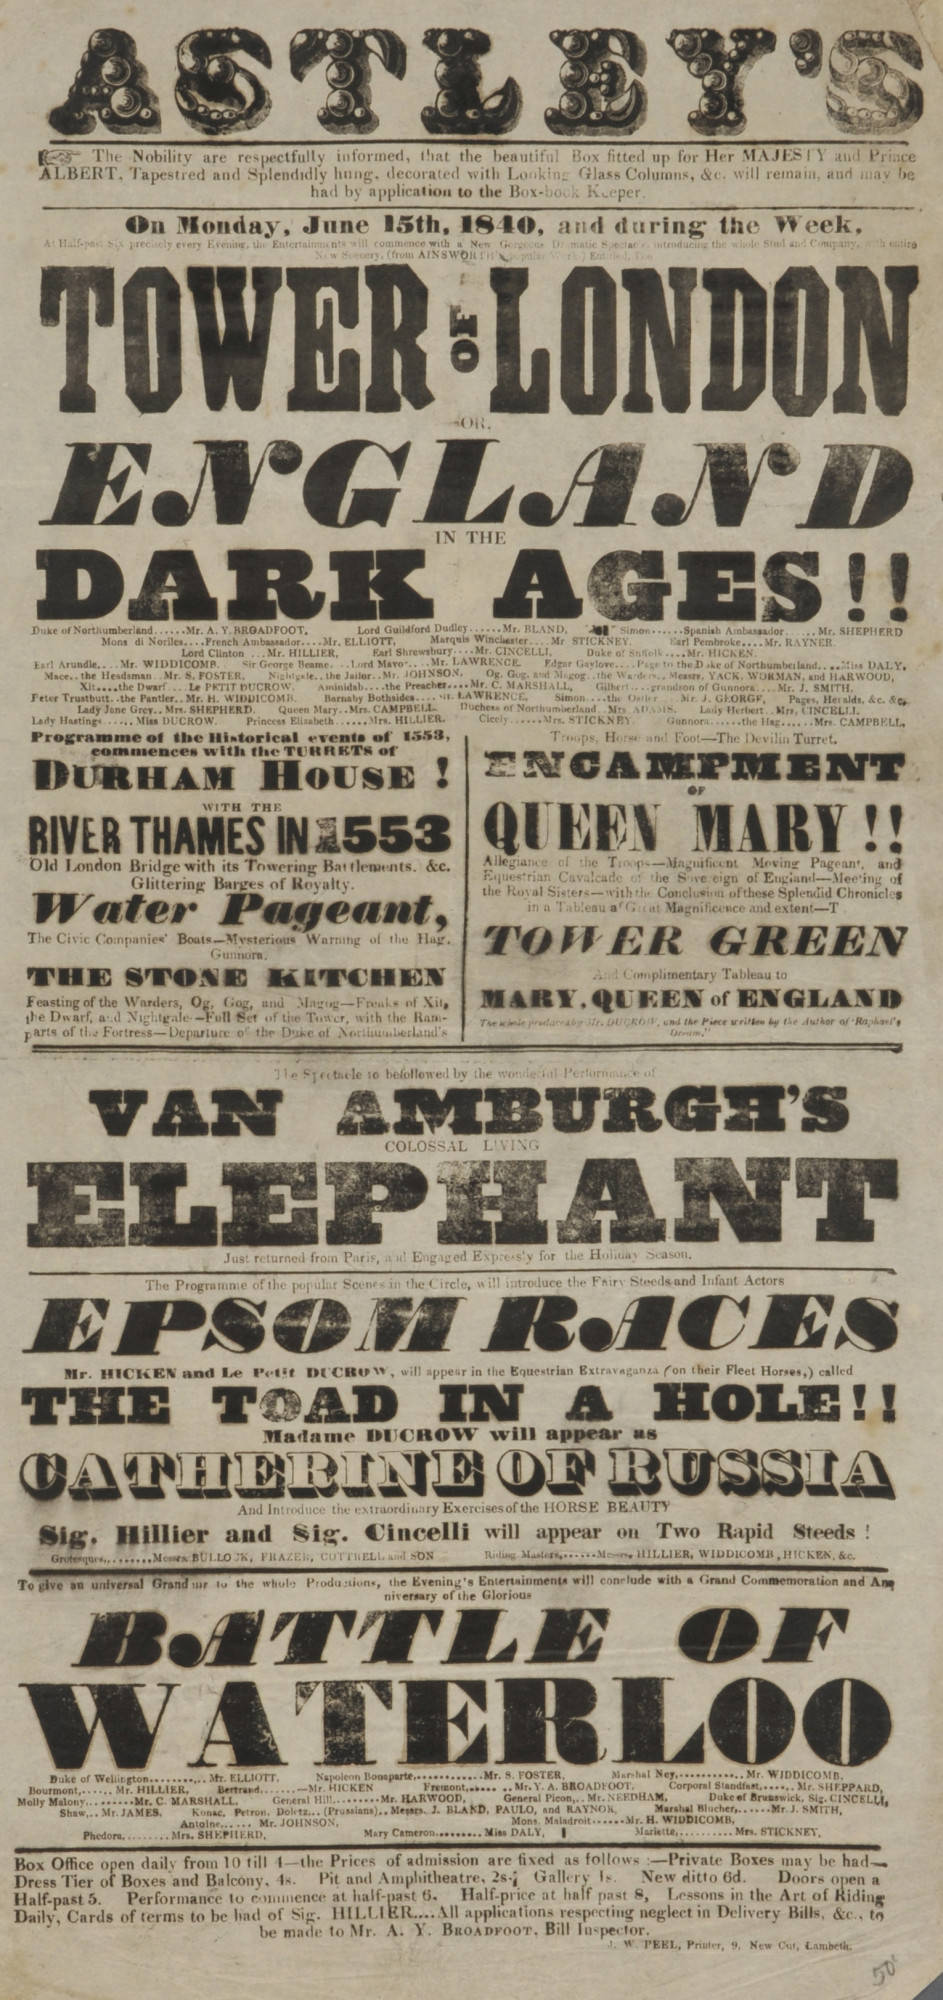 ASTLEY'S
The Nobility are respectfully informed, that the beautiful Box fitted up for Her MAJESTY and Prince
ALBERT, Tapestred and Splendidly hung, decorated with Looking Glass Columns, &c. will remain, and may be
had by application to the Box-book Keeper.
On Monday, June 15th, 1840, and during the Week,
At Half-past Six precisely every Evening, the Entertainments will commence with a New Gorgeous Dramatic Spectacle, introducing the whole Stud and Company, with entire
New Scenery, (from AINSWORTH's popular Work) Entitled, The
TOWER OF LONDON
OR,
ENGLAND
IN THE
DARK AGES!!
Duke of Northumberland......Mr. A. Y. BROADFOOT, Lord Guildford Dudley......Mr. BLAND, Simon......Spanish Ambassador......Mr. SHEPHERD
Mons di Noriles....French Ambassador....Mr. ELLIOTT, Marquis Winchester....Mr STICKNEY. Earl Pembroke....Mr. RAYNER.
Lord Clinton ... Mr. HILLIER, Earl Shrewsbury....Mr. CINCELLI, Duke of Suffolk....Mr. HICKEN.
Earl Arundle,...Mr. WIDDICOMB. Sir George Beame...Lord Mayo...Mr. LAWRENCE. Edgar Gaylove....Page to the Duke of Northumberland....Miss DALY,
Mace..the Headsman Mr. S. FOSTER, Nightgale..the Jailor..Mr. JOHNSON, Og. Gog, and Magog..the Warders.. Messrs. YACK, WORMAN, and HARWOOD,
Xit....the Dwarf ... Le PETIT DUCROW, Aminidab...the Preacher....Mr. C. MARSHALL, Gilbert....grandson of Gunnora....Mr. J. SMITH,
Peter Trustbutt..the Pantler..Mr. H. WIDDICOMB. Barnaby Bothsides.... LAWRENCE, Simon...the ... Mr. J. GEORGE, Pages, Heralds, &c. &c.
Lady Jane Grey.. Mrs. SHEPHERD. Queen Mary..Mrs. CAMPBELL. Duchess of Northumberland..Mrs ADAMS. Lady Herbert..Mrs. CINCELLI,
Lady Hastings......Miss DUCROW. Princess Elizabeth......Mrs. HILLIER. Cicely......Mrs. STICKNEY. Gunnora......the Hag......Mrs. CAMPBELL,
Programme of the Historical events of 1553,
commences with the TURRETS of
DURHAM HOUSE!
WITH THE
RIVER THAMES IN 1553
Old London Bridge with its Towering Battlements. &c.
Glittering Barges of Royalty.
Water Pageant,
The Civic Companies' Boats—Mysterious Warning of the Hag,
Gunnora.
THE STONE KITCHEN
Feasting of the Warders, Og, Gog, and Magog—Freaks of Xit,
the Dwarf, and Nightgale—Full Set of the Tower, with the Ram-
parts of the Fortress—Departure of the Duke of Northumberland's
Troops, Horse and Foot—The Devilin Turret.
ENCAMPMENT
OF
QUEEN MARY!!
Allegiance of the Troops—Magnificent Moving Pageant, and
Equestrian Cavalcade of the Sovereign of England—Meeting of
the Royal Sisters—with the Conclusion of these Splendid Chronicles
in a Tableau of Great Magnificence and extent—T
TOWER GREEN
And Complimentary Tableau to
MARY, QUEEN of ENGLAND
The whole produced by Mr. DUCROW, and the Piece written by the Author of "Raphael's
Dream."
The Spectacle to be followed by the wonderful Performance of
VAN AMBURGH'S
COLOSSAL LIVING
ELEPHANT
Just returned from Paris, and Engaged Expressly for the Holiday Season.
The Programme of the popular Scenes in the Circle, will introduce the Fairy Steeds and Infant Actors
EPSOM RACES
Mr. HICKEN and Le Petit DUCROW, will appear in the Equestrian Extravaganza (on their Fleet Horses,) called
THE TOAD IN A HOLE!!
Madame DUCROW will appear as
CATHERINE OF RUSSIA
And Introduce the extraordinary Exercises of the HORSE BEAUTY
Sig. Hillier and Sig. Cincelli will appear on Two Rapid Steeds!
Grotesques,........Messrs. BULLOCK, FRAZER, COTTRELL and SON Riding Masters,......Messrs. HILLIER, WIDDICOMB, HICKEN, &c.
To give an universal Grandeur to the whole Productions, the Evening's Entertainments will conclude with a Grand Commemoration and An
niversary of the Glorious
BATTLE OF
WATERLOO
Duke of Wellington........Mr. ELLIOTT, Napoleon Bonaparte,............Mr. S. FOSTER, Marshal Ney,...........Mr. WIDDICOMB,
Bourmont,.....Mr. HILLIER, Bertrand.......—Mr. HICKEN Fremont,.......Mr. Y. A. BROADFOOT. Corporal Standfast,.....Mr. SHEPPARD,
Molly Malony.........Mr. C. MARSHALL. General Hill........Mr. HARWOOD, General Picon,..Mr. NEEDHAM, Duke of Brunswick, Sig. CINCELLI,
Shaw,..Mr. JAMES, Konac, Petron, Doletz...(Prussians)..Messrs. J. BLAND, PAULO, and RAYNOR, Marshal Blucher,......Mr. J. SMITH,
Antoine...... Mr. JOHNSON, Mons. Maladroit......Mr. H. WIDDICOMB,
Phedora.........Mrs. SHEPHERD, Mary Cameron.........Miss DALY, Mariette,..........Mrs. STICKNEY,
Box Office open daily from 10 till 4—the Prices of admission are fixed as follows :—Private Boxes may be had—
Dress Tier of Boxes and Balcony, 4s. Pit and Amphitheatre, 2s.; Gallery 1s. New ditto 6d. Doors open a
Half-past 5. Performance to commence at half-past 6. Half-price at half past 8, Lessons in the Art of Riding
Daily, Cards of terms to be had of Sig. HILLIER....All applications respecting neglect in Delivery Bills, &c., to
be made to Mr. A. Y. BROADFOOT, Bill Inspector.
J. W. PEEL, Printer, 9, New Cut, Lambeth.
50